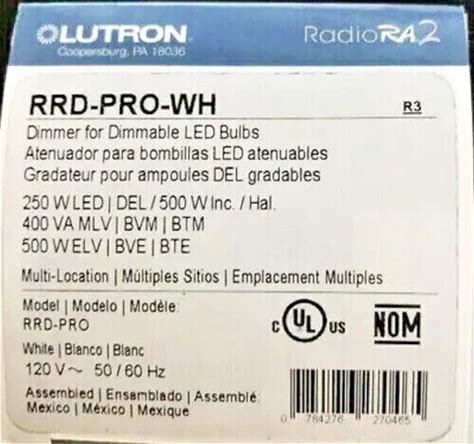 LUTRON RadioRA2
Coopersburg, PA 18036
RRD-PRO-WH R3
Dimmer for Dimmable LED Bulbs
Atenuador para bombillas LED atenuables
Gradateur pour ampoules DEL gradables
250 W LED | DEL / 500 W Inc. / Hal.
400 VA MLV | BVM | BTM
500 W ELV | BVE | BTE
Multi-Location | Múltiples Sitios | Emplacement Multiples
Model | Modelo | Modèle:
RRD-PRO
C UL US NOM
White | Blanco | Blanc
120 V~ 50 / 60 Hz
Assembled | Ensamblado | Assemblé:
Mexico | México | Mexique
0 784276 270465